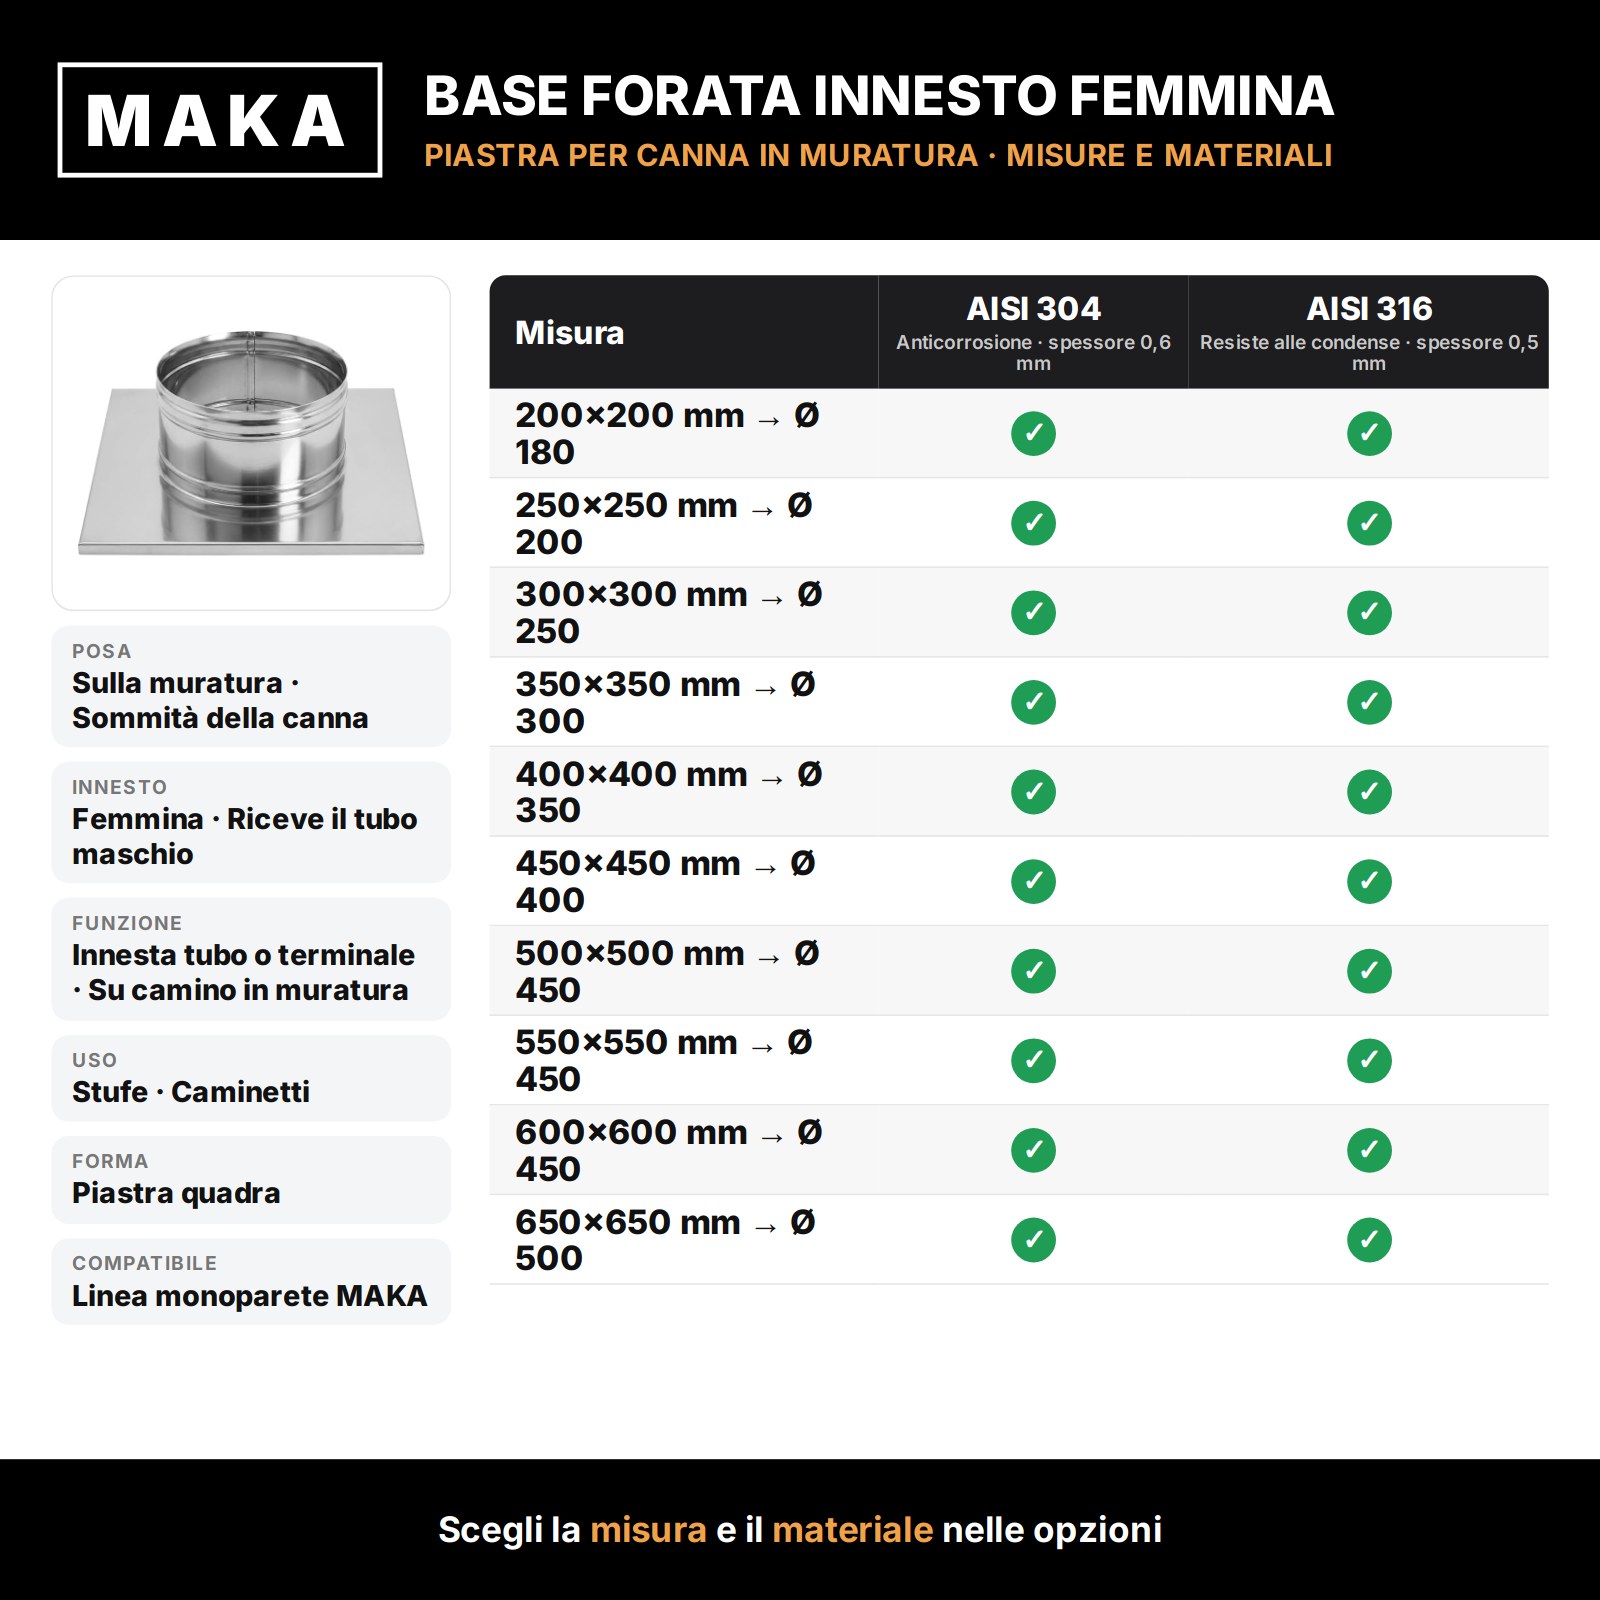 MAKA
BASE FORATA INNESTO FEMMINA
PIASTRA PER CANNA IN MURATURA · MISURE E MATERIALI
POSA
Sulla muratura ·
Sommità della canna
INNESTO
Femmina · Riceve il tubo
maschio
FUNZIONE
Innesta tubo o terminale
· Su camino in muratura
USO
Stufe · Caminetti
FORMA
Piastra quadra
COMPATIBILE
Linea monoparete MAKA
Misura
AISI 304
Anticorrosione · spessore 0,6
mm
AISI 316
Resiste alle condense · spessore 0,5
mm
200×200 mm → Ø
180
✓ ✓
250×250 mm → Ø
200
✓ ✓
300×300 mm → Ø
250
✓ ✓
350×350 mm → Ø
300
✓ ✓
400×400 mm → Ø
350
✓ ✓
450×450 mm → Ø
400
✓ ✓
500×500 mm → Ø
450
✓ ✓
550×550 mm → Ø
450
✓ ✓
600×600 mm → Ø
450
✓ ✓
650×650 mm → Ø
500
✓ ✓
Scegli la misura e il materiale nelle opzioni